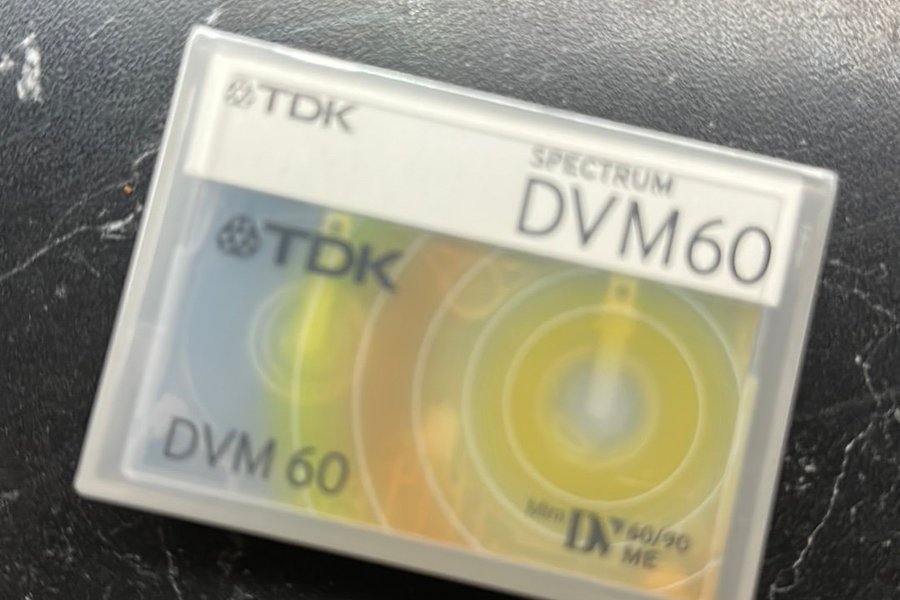 TDK
SPECTRUM
DVM60
TDK
DVM 60
Mini DV 60/90
ME